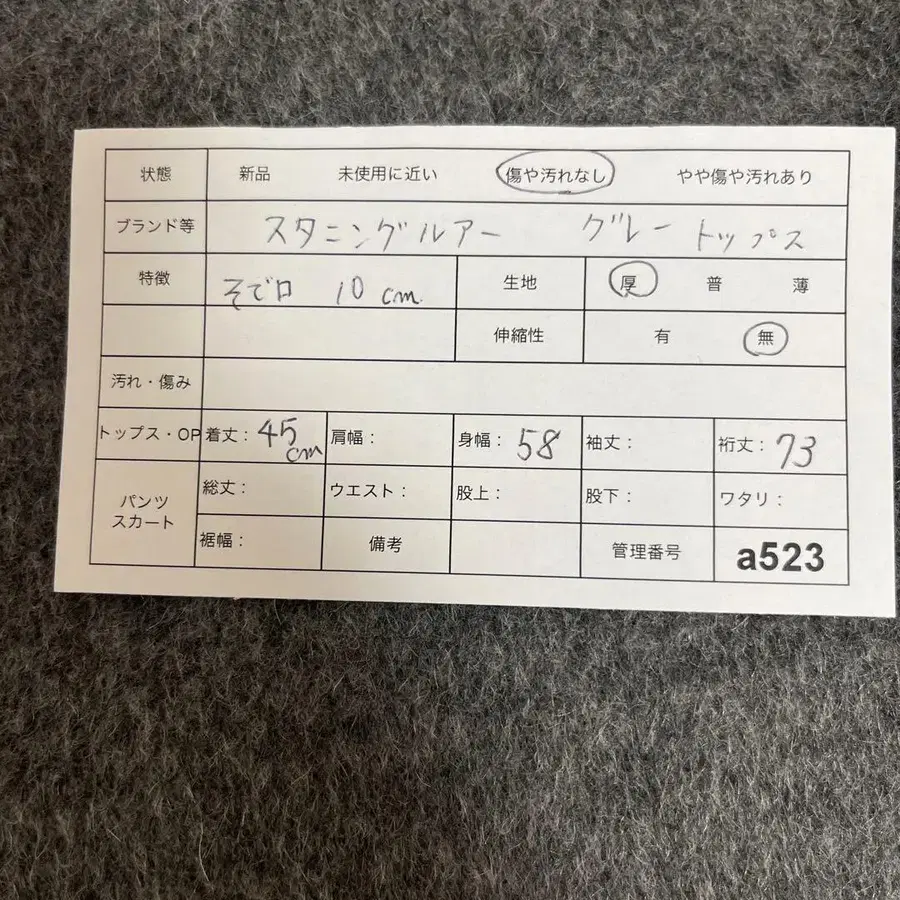 状態 新品 未使用に近い 傷や汚れなし やや傷や汚れあり
ブランド等 スタニングルアー グレー トップス
特徴 そで口 10cm 生地 厚 普 薄
伸縮性 有 無
汚れ・傷み
トップス・OP 着丈:45cm 肩幅: 身幅:58 袖丈: 裄丈:73
パンツ スカート 総丈: ウエスト: 股上: 股下: ワタリ:
裾幅: 備考 管理番号 a523